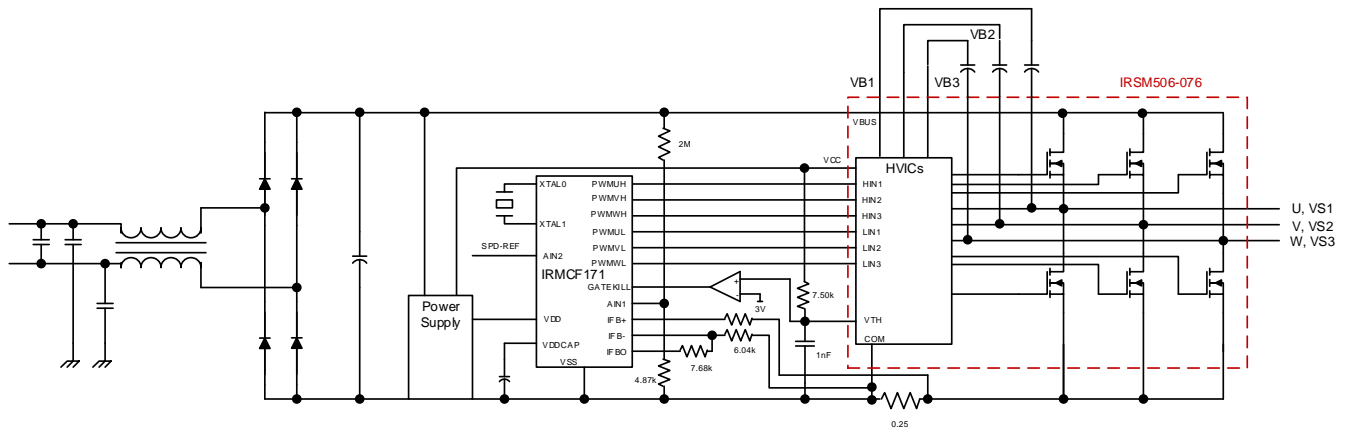 VB2
VB1
VB3
IRSM506-076
VBUS
2M
VCC
HVICs
XTAL0
PWMUH
HIN1
PWMVH
HIN2
XTAL1
PWMWH
HIN3
U, VS1
PWMUL
LIN1
V, VS2
SPD-REF
PWMVL
LIN2
W, VS3
AIN2
PWMWL
LIN3
IRMCF171
GATEKILL
+
-
3V
7.50k
Power
Supply
AIN1
VDD
IFB+
VTH
IFB-
COM
VDDCAP
6.04k
IFBO
1nF
VSS
7.68k
4.87k
0.25